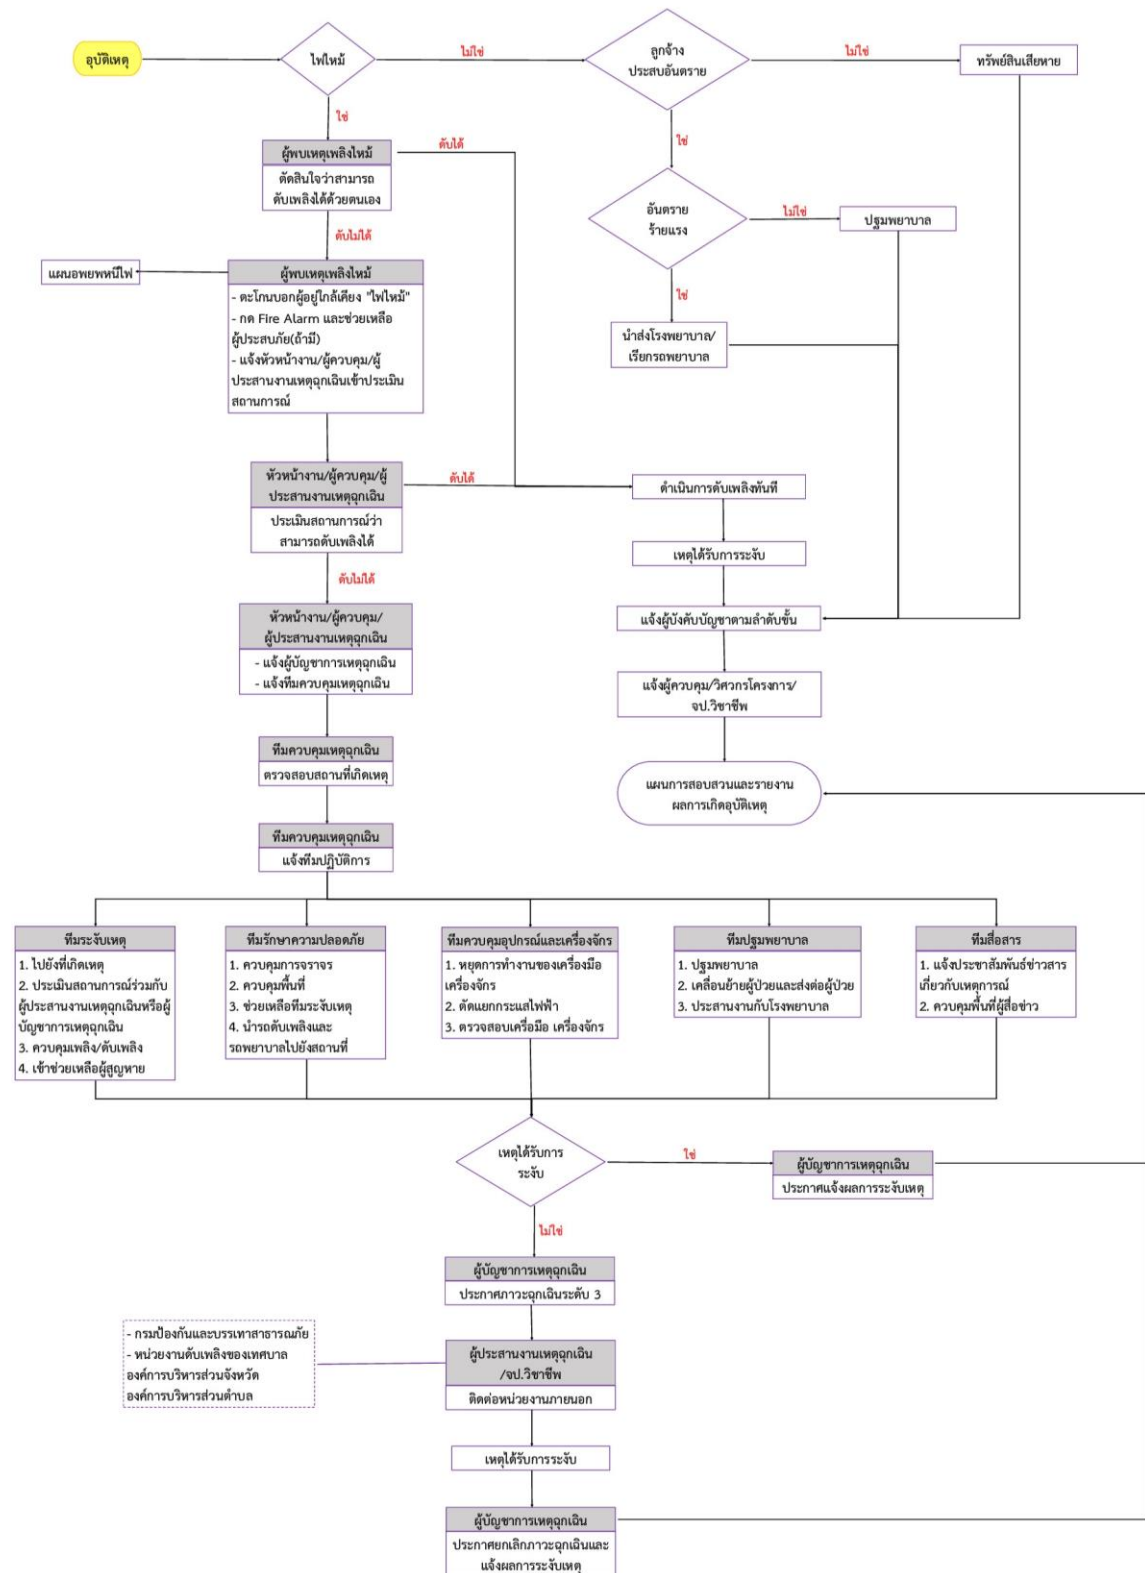 อุบัติเหตุ
ไฟไหม้
ไม่ใช่
ลูกจ้าง
ประสบอันตราย
ไม่ใช่
ทรัพย์สินเสียหาย
ใช่
ใช่
ผู้พบเหตุเพลิงไหม้
ตัดสินใจว่าสามารถ
ดับเพลิงได้ด้วยตนเอง
ดับได้
อันตราย
ร้ายแรง
ไม่ใช่
ปฐมพยาบาล
ดับไม่ได้
แผนอพยพหนีไฟ
ผู้พบเหตุเพลิงไหม้
- ตะโกนบอกผู้อยู่ใกล้เคียง "ไฟไหม้"
- กด Fire Alarm และช่วยเหลือ
ผู้ประสบภัย(ถ้ามี)
- แจ้งหัวหน้างาน/ผู้ควบคุม/ผู้
ประสานงานเหตุฉุกเฉินเข้าประเมิน
สถานการณ์
ใช่
นำส่งโรงพยาบาล/
เรียกรถพยาบาล
หัวหน้างาน/ผู้ควบคุม/ผู้
ประสานงานเหตุฉุกเฉิน
ประเมินสถานการณ์ว่า
สามารถดับเพลิงได้
ดับได้
ดำเนินการดับเพลิงทันที
เหตุได้รับการระงับ
ดับไม่ได้
หัวหน้างาน/ผู้ควบคุม/
ผู้ประสานงานเหตุฉุกเฉิน
- แจ้งผู้บัญชาการเหตุฉุกเฉิน
- แจ้งทีมควบคุมเหตุฉุกเฉิน
แจ้งผู้บังคับบัญชาตามลำดับขั้น
แจ้งผู้ควบคุม/วิศวกรโครงการ/
จป.วิชาชีพ
ทีมควบคุมเหตุฉุกเฉิน
ตรวจสอบสถานที่เกิดเหตุ
แผนการสอบสวนและรายงาน
ผลการเกิดอุบัติเหตุ
ทีมควบคุมเหตุฉุกเฉิน
แจ้งทีมปฏิบัติการ
ทีมระงับเหตุ
1. ไปยังที่เกิดเหตุ
2. ประเมินสถานการณ์ร่วมกับ
ผู้ประสานงานเหตุฉุกเฉินหรือผู้
บัญชาการเหตุฉุกเฉิน
3. ควบคุมเพลิง/ดับเพลิง
4. เข้าช่วยเหลือผู้สูญหาย
ทีมรักษาความปลอดภัย
1. ควบคุมการจราจร
2. ควบคุมพื้นที่
3. ช่วยเหลือทีมระงับเหตุ
4. นำรถดับเพลิงและ
รถพยาบาลไปยังสถานที่
ทีมควบคุมอุปกรณ์และเครื่องจักร
1. หยุดการทำงานของเครื่องมือ
เครื่องจักร
2. ตัดแยกกระแสไฟฟ้า
3. ตรวจสอบเครื่อมือ เครื่องจักร
ทีมปฐมพยาบาล
1. ปฐมพยาบาล
2. เคลื่อนย้ายผู้ป่วยและส่งต่อผู้ป่วย
3. ประสานงานกับโรงพยาบาล
ทีมสื่อสาร
1. แจ้งประชาสัมพันธ์ข่าวสาร
เกี่ยวกับเหตุการณ์
2. ควบคุมพื้นที่ผู้สื่อข่าว
เหตุได้รับการ
ระงับ
ใช่
ผู้บัญชาการเหตุฉุกเฉิน
ประกาศแจ้งผลการระงับเหตุ
ไม่ใช่
ผู้บัญชาการเหตุฉุกเฉิน
ประกาศภาวะฉุกเฉินระดับ 3
- กรมป้องกันและบรรเทาสาธารณภัย
- หน่วยงานดับเพลิงของเทศบาล
องค์การบริหารส่วนจังหวัด
องค์การบริหารส่วนตำบล
ผู้ประสานงานเหตุฉุกเฉิน
/จป.วิชาชีพ
ติดต่อหน่วยงานภายนอก
เหตุได้รับการระงับ
ผู้บัญชาการเหตุฉุกเฉิน
ประกาศยกเลิกภาวะฉุกเฉินและ
แจ้งผลการระงับเหตุ